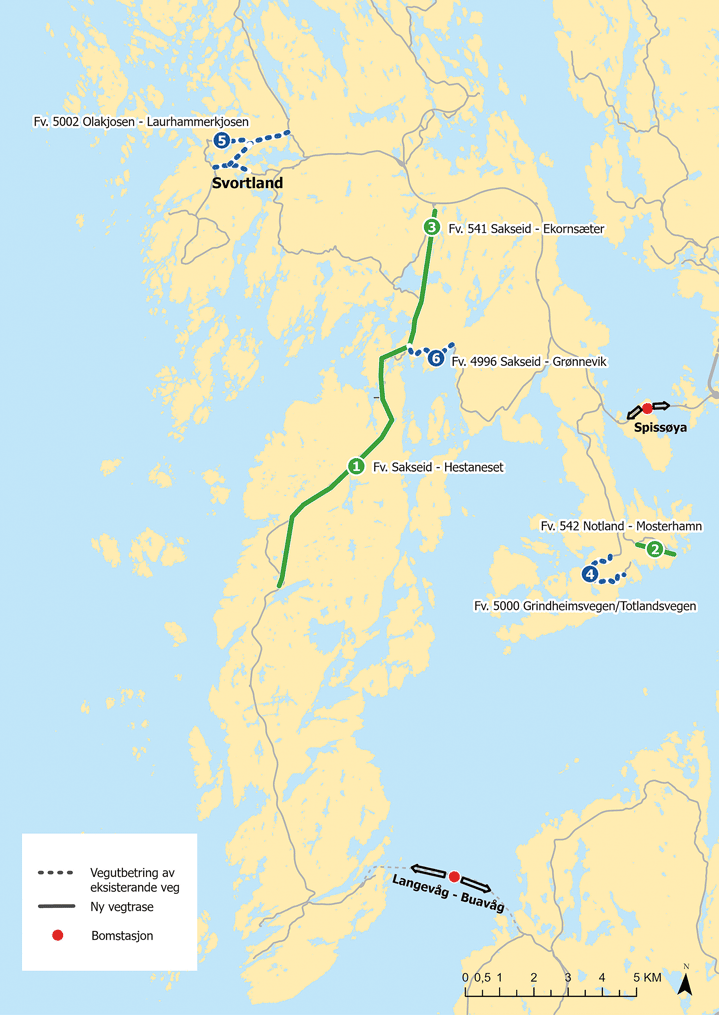 Fv. 5002 Olakjosen - Laurhammerkjosen
5
Svortland
3
Fv. 541 Sakseid - Ekornsæter
6
Fv. 4996 Sakseid - Grønnevik
Spissøya
1
Fv. Sakseid - Hestaneset
Fv. 542 Notland - Mosterhamn
2
4
Fv. 5000 Grindheimsvegen/Totlandsvegen
Vegutbetring av
eksisterande veg
Ny vegtrase
Bomstasjon
Langevåg - Buavåg
0 0,5 1 2 3 4 5 KM
N